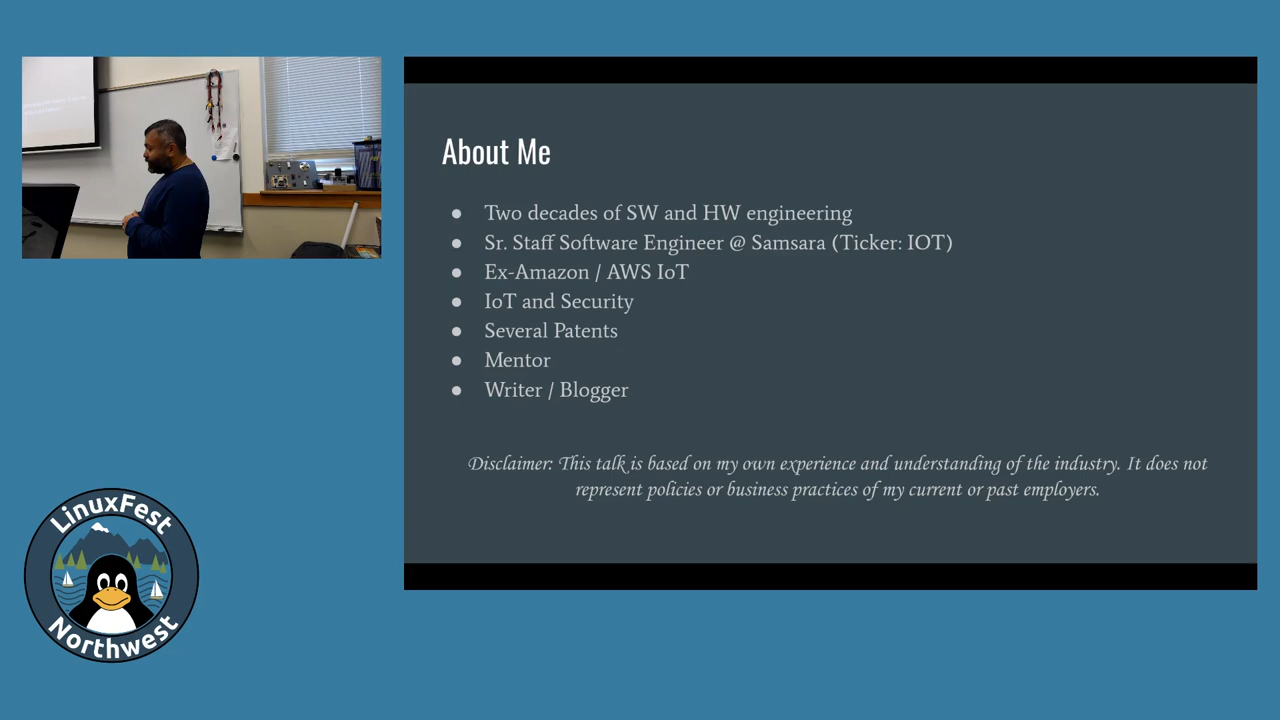 About Me
● Two decades of SW and HW engineering
● Sr. Staff Software Engineer @ Samsara (Ticker: IOT)
● Ex-Amazon / AWS IoT
● IoT and Security
● Several Patents
● Mentor
● Writer / Blogger
Disclaimer: This talk is based on my own experience and understanding of the industry. It does not
represent policies or business practices of my current or past employers.
LinuxFest
Northwest